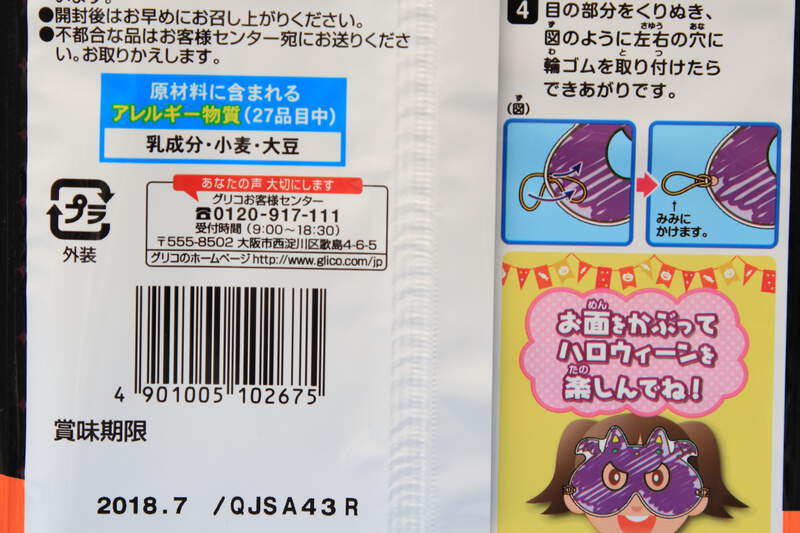 ●開封後はお早めにお召し上がりください。
●不都合な品はお客様センター宛にお送りくださ
い。お取りかえします。
原材料に含まれる
アレルギー物質(27品目中)
乳成分・小麦・大豆
プラ
外装
あなたの声 大切にします
グリコお客様センター
☎0120-917-111
受付時間(9:00〜18:30)
〒555-8502 大阪市西淀川区歌島4-6-5
グリコのホームページ http://www.glico.com/jp
4 901005 102675
賞味期限
2018.7 /QJSA43R
4 目の部分をくりぬき、
図のように左右の穴に
輪ゴムを取り付けたら
できあがりです。
(図)
みみに
かけます。
お面をかぶって
ハロウィーンを
楽しんでね!